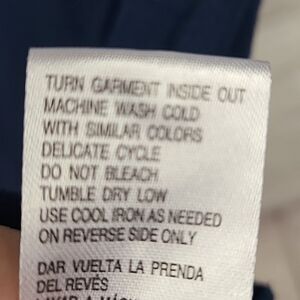 TURN GARMENT INSIDE OUT
MACHINE WASH COLD
WITH SIMILAR COLORS
DELICATE CYCLE
DO NOT BLEACH
TUMBLE DRY LOW
USE COOL IRON AS NEEDED
ON REVERSE SIDE ONLY
DAR VUELTA LA PRENDA
DEL REVÉS